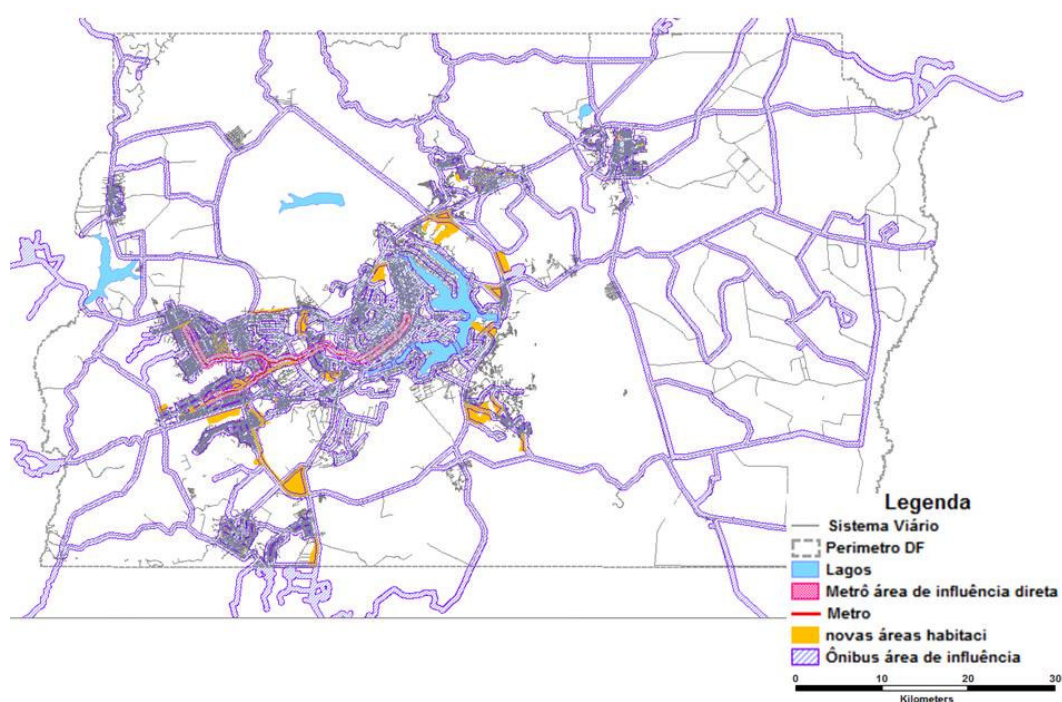 Legenda
Sistema Viário
Perimetro DF
Lagos
Metrô área de influência direta
Metro
novas áreas habitaci
Ônibus área de influência
0 10 20 30
Kilometers